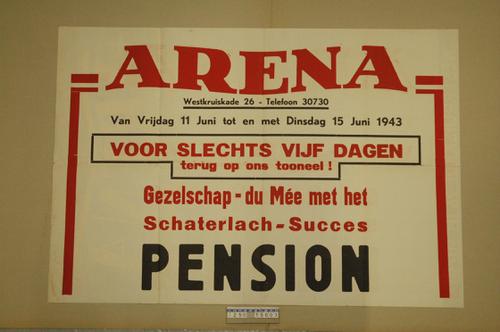 ARENA
Westkruiskade 26 - Telefoon 30730
Van Vrijdag 11 Juni tot en met Dinsdag 15 Juni 1943
VOOR SLECHTS VIJF DAGEN
terug op ons tooneel!
Gezelschap - du Mée met het
Schaterlach - Succes
PENSION